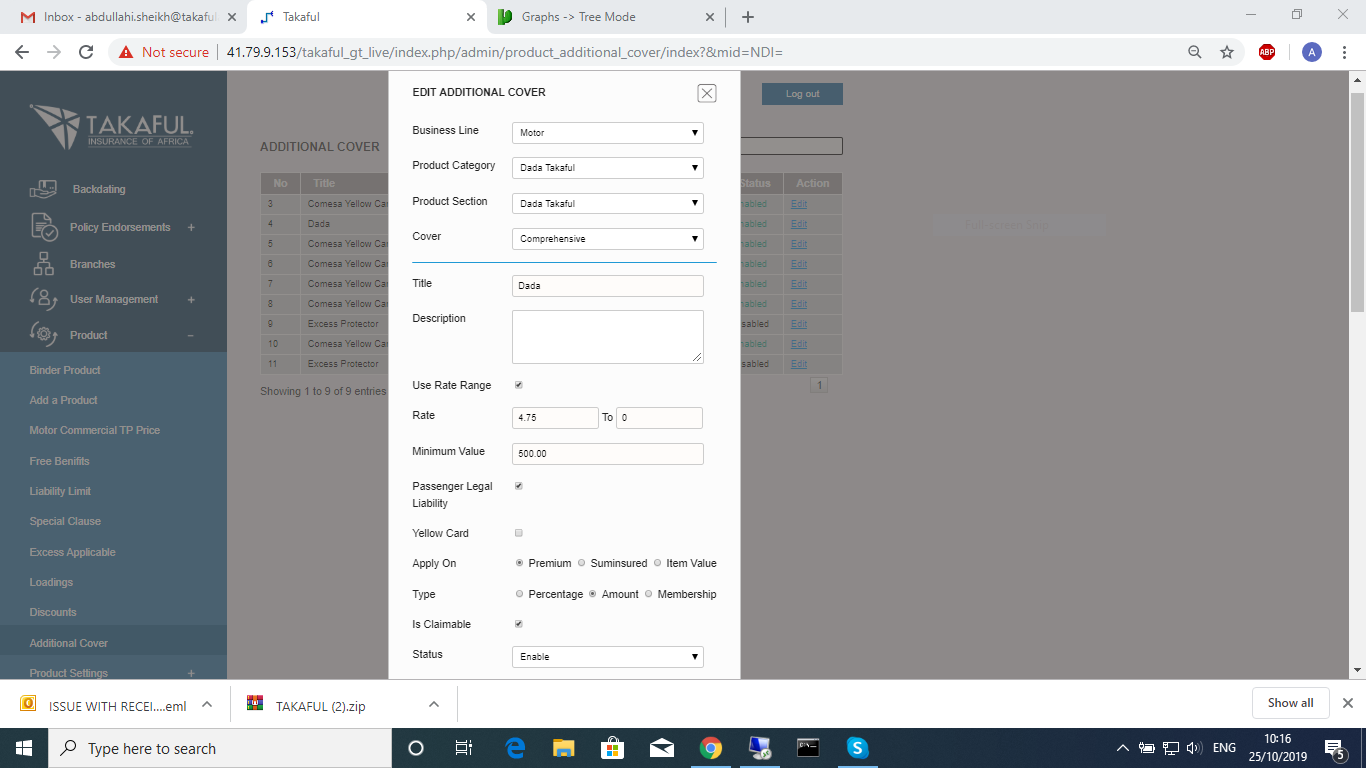 Inbox - abdullahi.sheikh@takaful
Takaful
Graphs -> Tree Mode
Not secure 41.79.9.153/takaful_gt_live/index.php/admin/product_additional_cover/index?&mid=NDI=
ABP
A
TAKAFUL.
INSURANCE OF AFRICA
Backdating
Policy Endorsements +
Branches
User Management +
Product −
Binder Product
Add a Product
Motor Commercial TP Price
Free Benifits
Liability Limit
Special Clause
Excess Applicable
Loadings
Discounts
Additional Cover
Product Settings +
Log out
ADDITIONAL COVER
No Title Status Action
3 Comesa Yellow Car nabled Edit
4 Dada nabled Edit
5 Comesa Yellow Car nabled Edit
6 Comesa Yellow Car nabled Edit
7 Comesa Yellow Car nabled Edit
8 Comesa Yellow Car nabled Edit
9 Excess Protector isabled Edit
10 Comesa Yellow Car nabled Edit
11 Excess Protector isabled Edit
Showing 1 to 9 of 9 entries
1
EDIT ADDITIONAL COVER
Business Line Motor
Product Category Dada Takaful
Product Section Dada Takaful
Cover Comprehensive
Title Dada
Description
Use Rate Range
Rate 4.75 To 0
Minimum Value 500.00
Passenger Legal
Liability
Yellow Card
Apply On Premium Suminsured Item Value
Type Percentage Amount Membership
Is Claimable
Status Enable
ISSUE WITH RECEI....eml
TAKAFUL (2).zip
Show all
Type here to search
ENG
10:16
25/10/2019
5